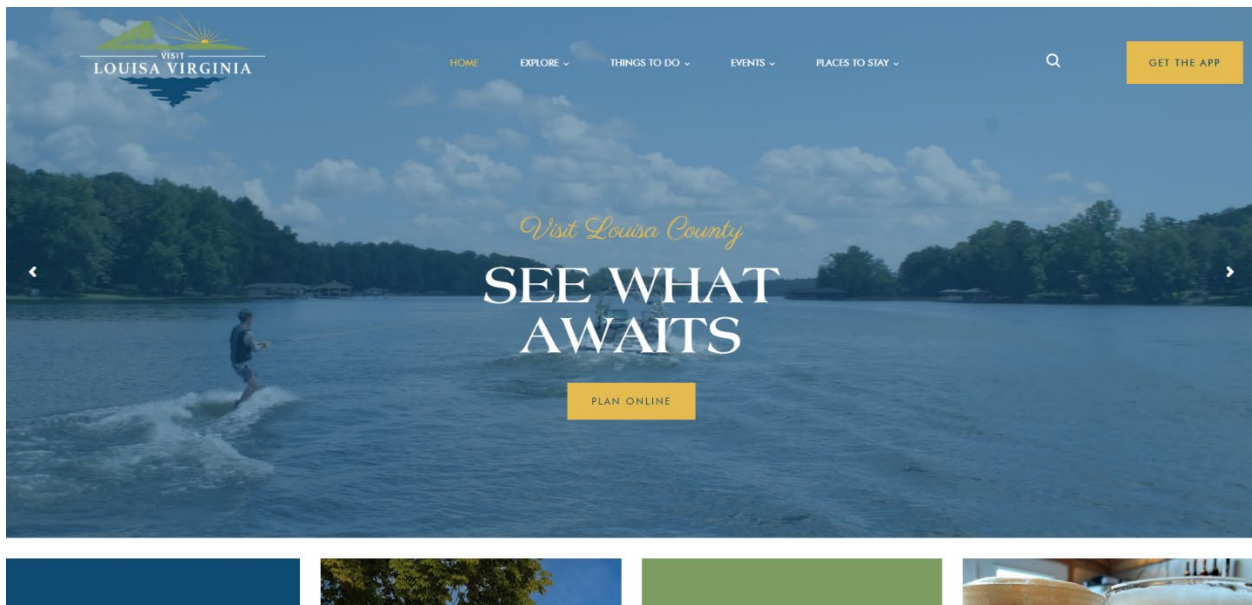 VISIT
LOUISA VIRGINIA
HOME EXPLORE THINGS TO DO EVENTS PLACES TO STAY GET THE APP
Visit Louisa County
SEE WHAT
AWAITS
PLAN ONLINE